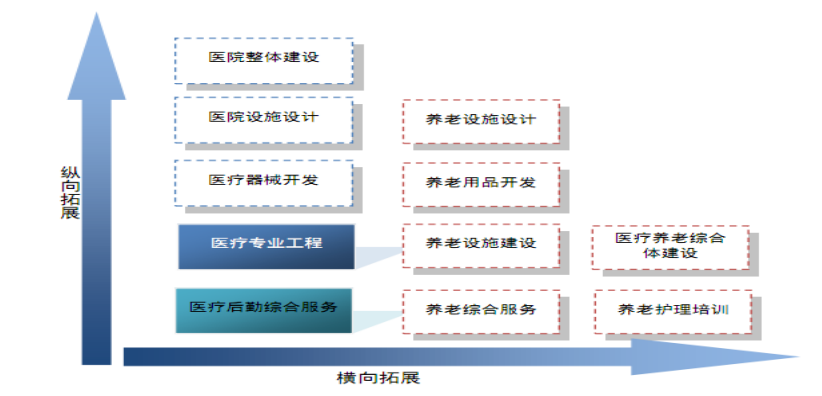 医院整体建设
医院设施设计
养老设施设计
纵向拓展
医疗器械开发
养老用品开发
医疗专业工程
养老设施建设
医疗养老综合
体建设
医疗后勤综合服务
养老综合服务
养老护理培训
横向拓展